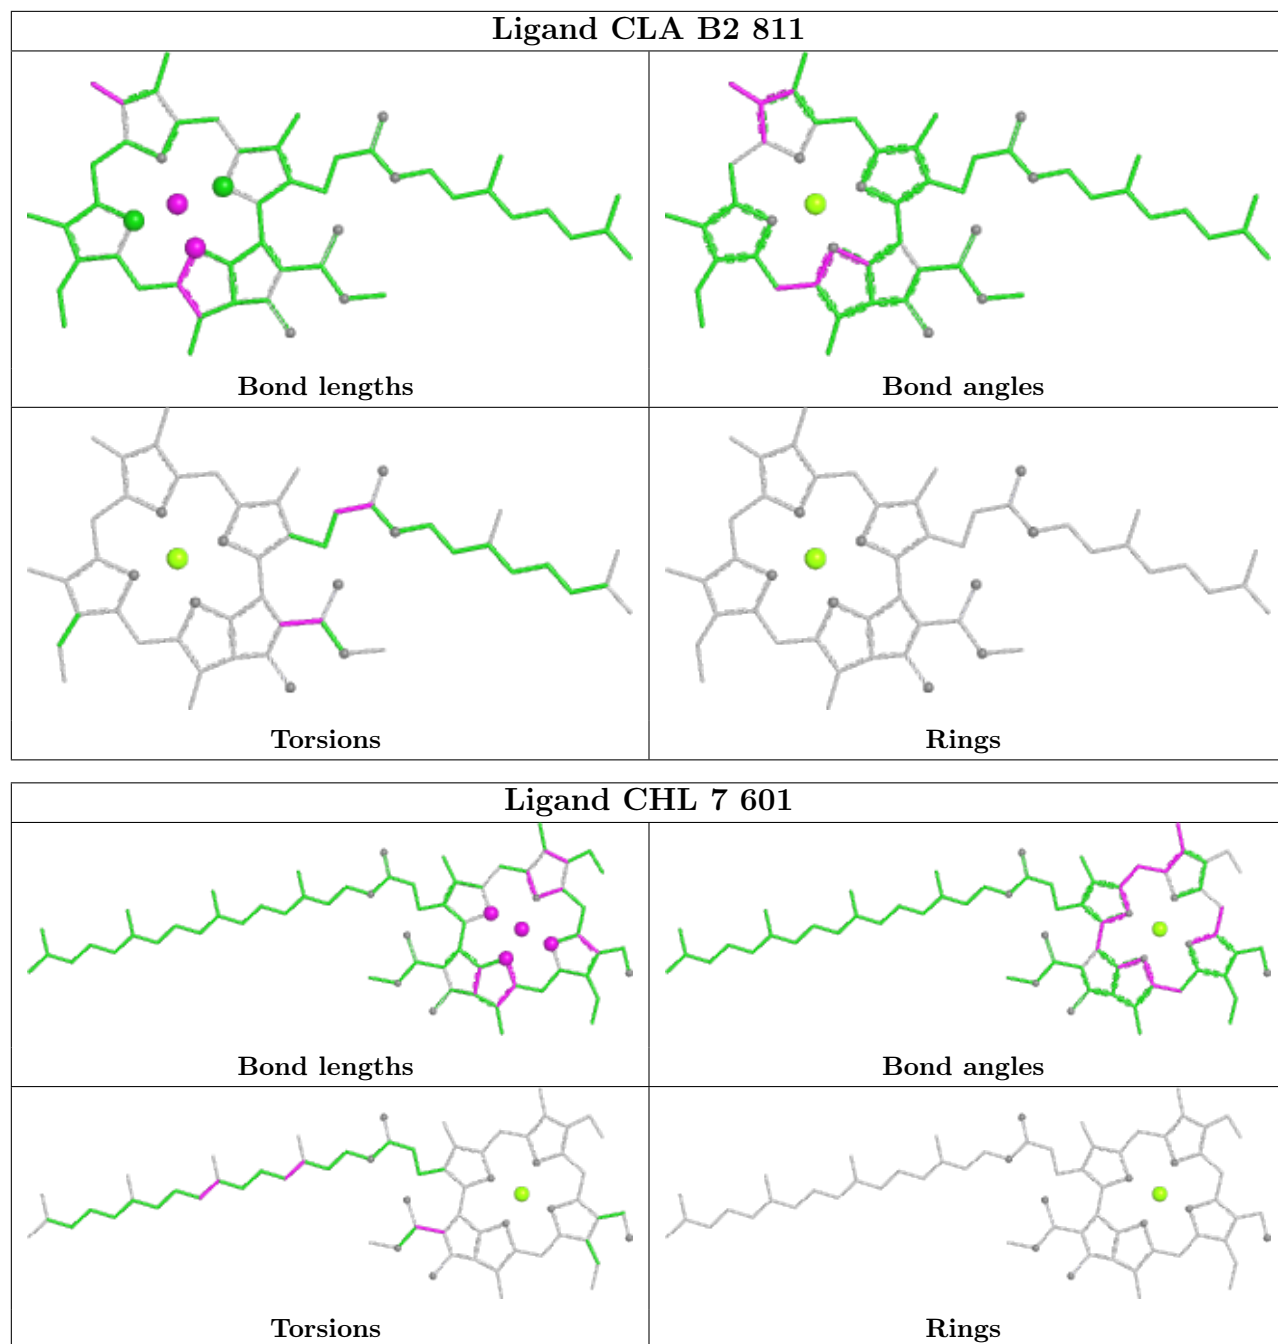 Ligand CLA B2 811
Bond lengths
Bond angles
Torsions
Rings
Ligand CHL 7 601
Bond lengths
Bond angles
Torsions
Rings